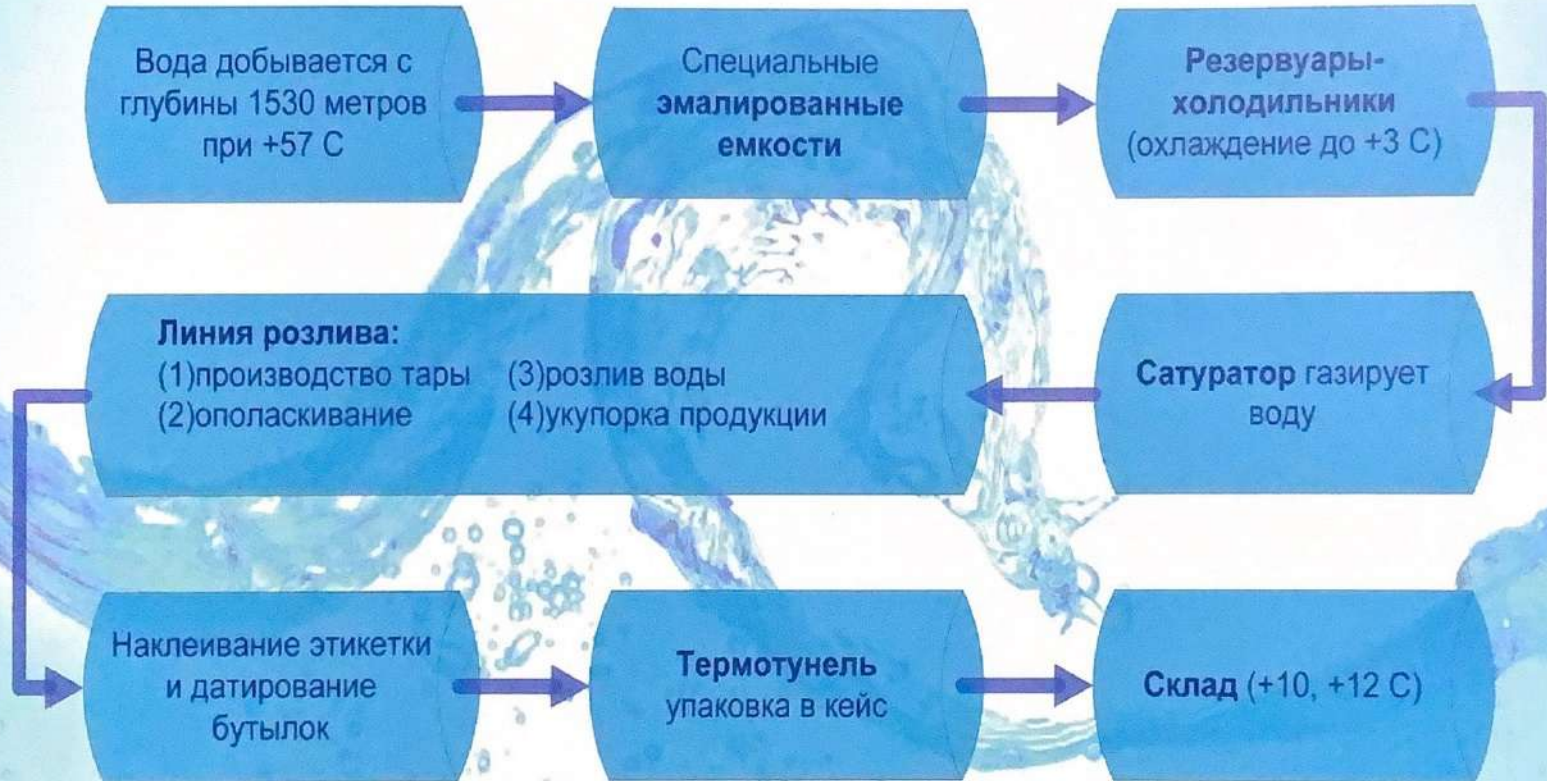 Вода добывается с
глубины 1530 метров
при +57 С
Специальные
эмалированные
емкости
Резервуары-
холодильники
(охлаждение до +3 С)
Сатуратор газирует
воду
Линия розлива:
(1)производство тары (3)розлив воды
(2)ополаскивание (4)укупорка продукции
Наклеивание этикетки
и датирование
бутылок
Термотунель
упаковка в кейс
Склад (+10, +12 С)